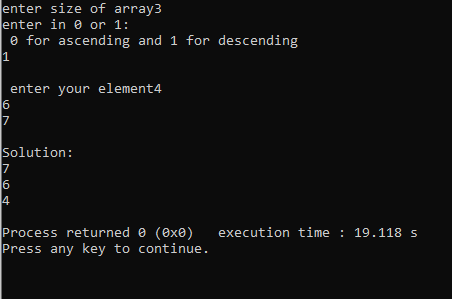 enter size of array3
enter in 0 or 1:
 0 for ascending and 1 for descending
1
 enter your element4
6
7
Solution:
7
6
4
Process returned 0 (0x0)   execution time : 19.118 s
Press any key to continue.